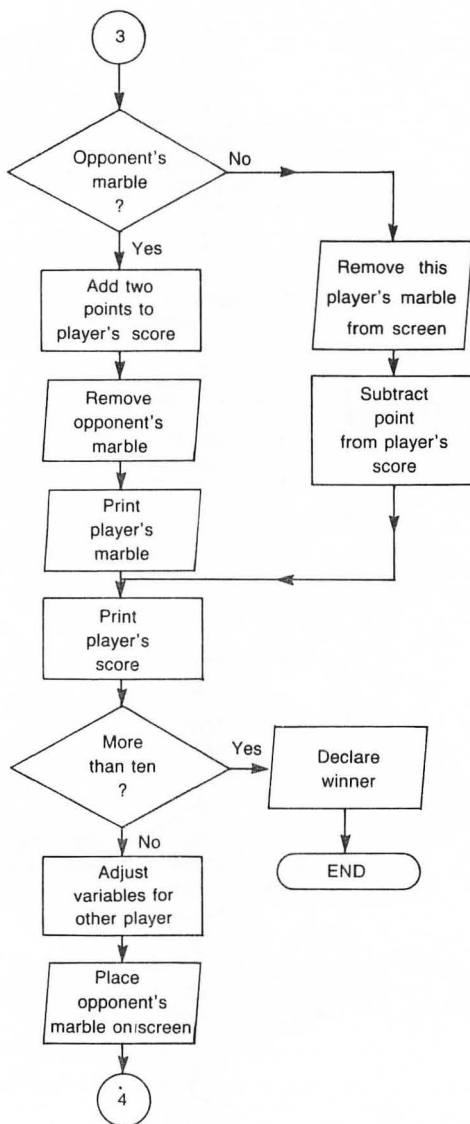 3
Opponent's
marble
?
No
Yes
Add two
points to
player's score
Remove this
player's marble
from screen
Remove
opponent's
marble
Subtract
point
from player's
score
Print
player's
marble
Print
player's
score
More
than ten
?
Yes
Declare
winner
END
No
Adjust
variables for
other player
Place
opponent's
marble on screen
4